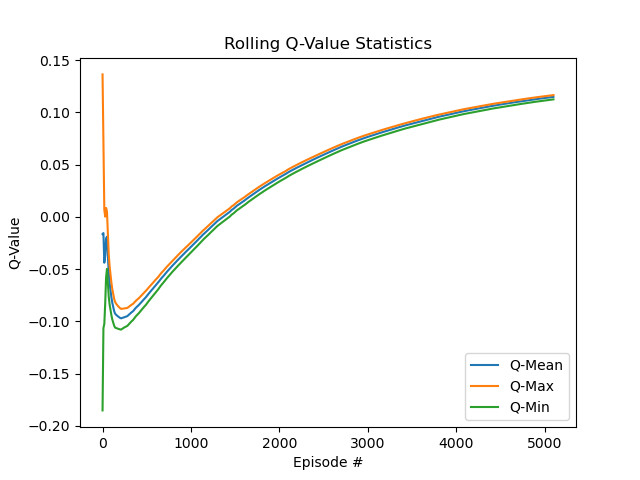 Rolling Q-Value Statistics
Q-Value
0.15
0.10
0.05
0.00
−0.05
−0.10
−0.15
−0.20
0 1000 2000 3000 4000 5000
Episode #
Q-Mean
Q-Max
Q-Min